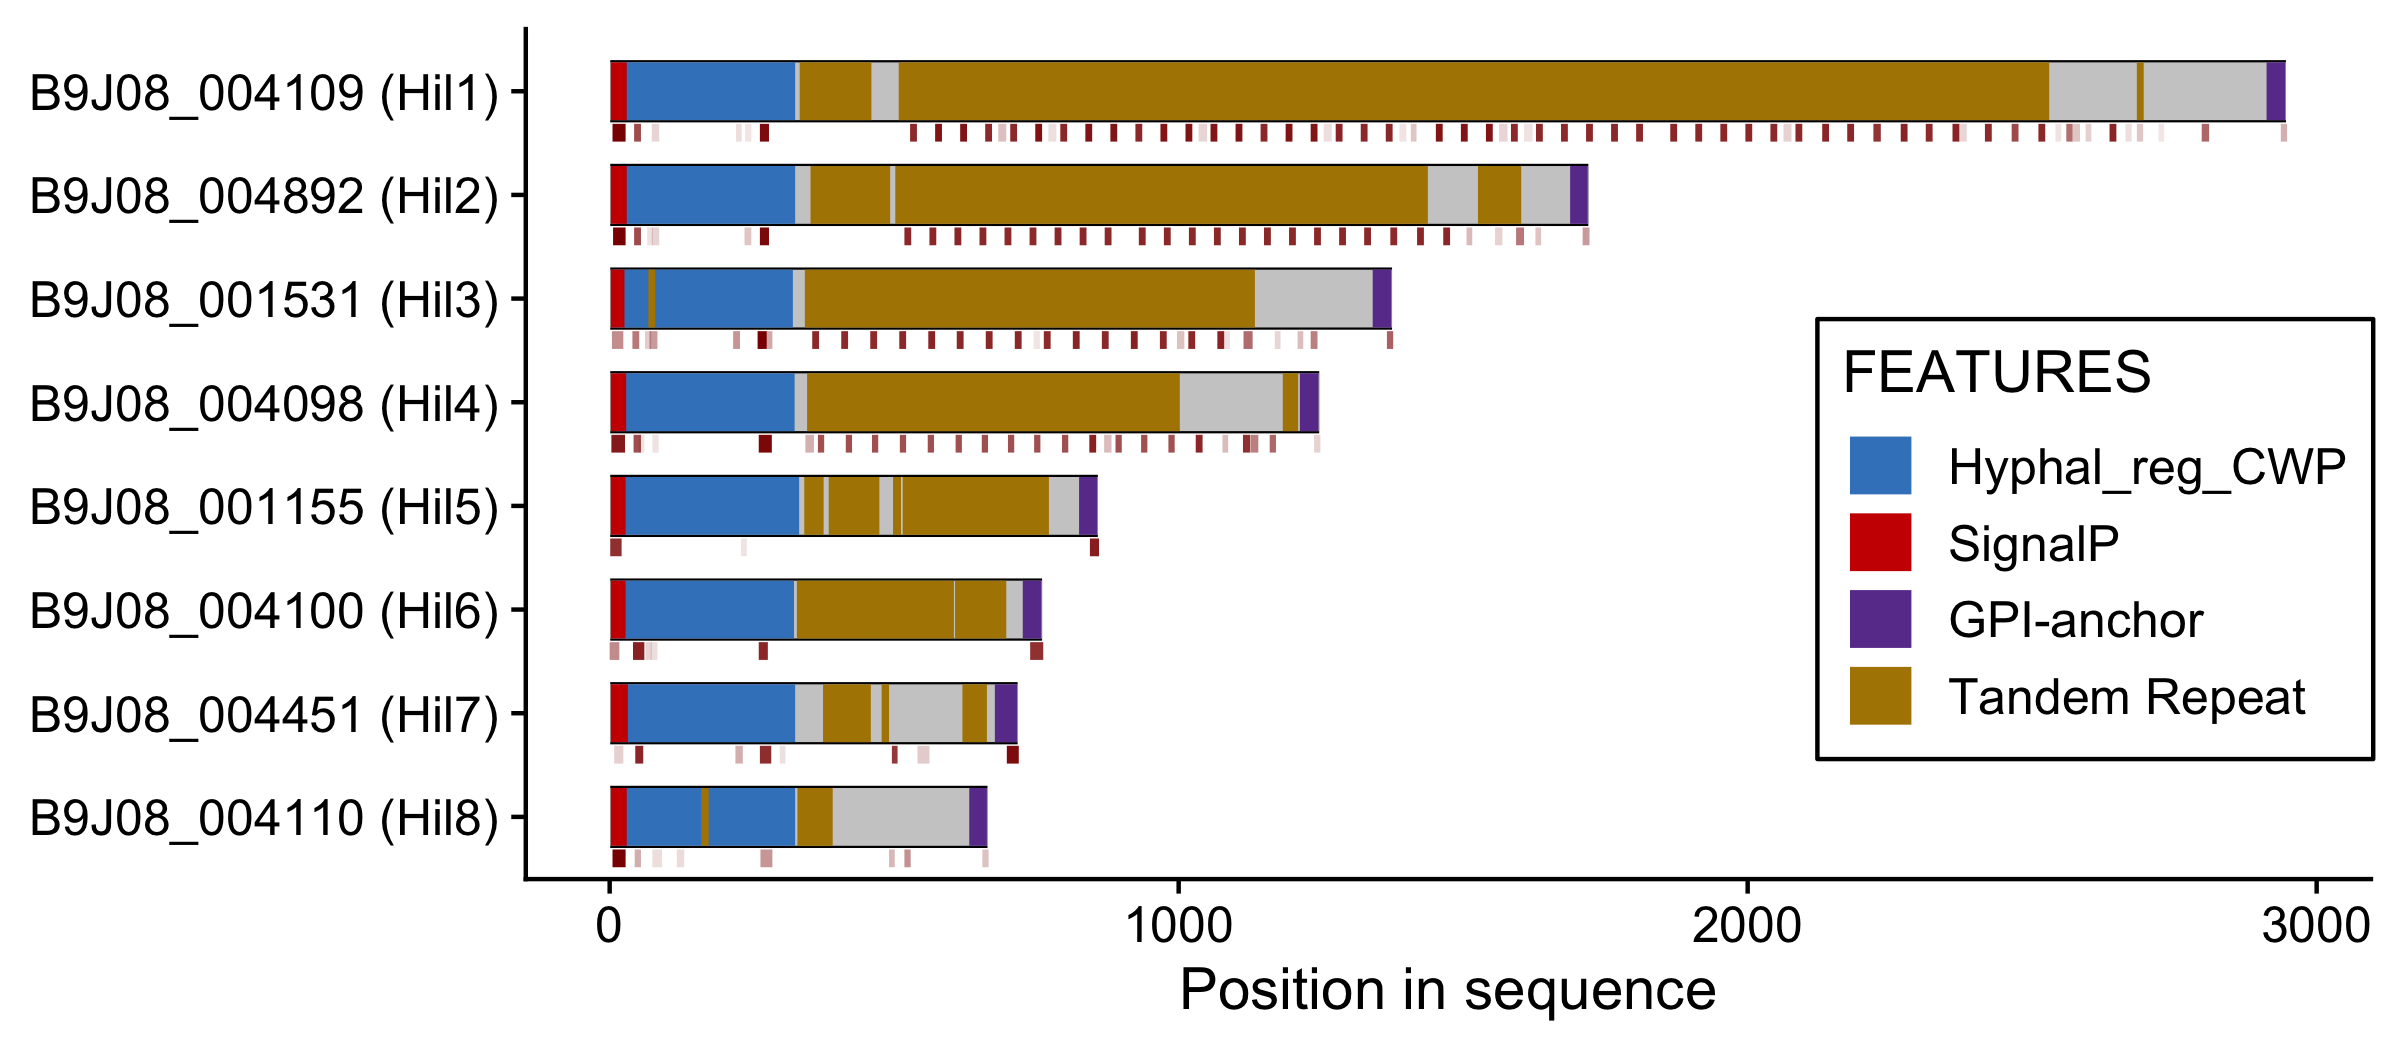 B9J08_004109 (Hil1)
B9J08_004892 (Hil2)
B9J08_001531 (Hil3)
B9J08_004098 (Hil4)
B9J08_001155 (Hil5)
B9J08_004100 (Hil6)
B9J08_004451 (Hil7)
B9J08_004110 (Hil8)
FEATURES
Hyphal_reg_CWP
SignalP
GPI-anchor
Tandem Repeat
0 1000 2000 3000
Position in sequence